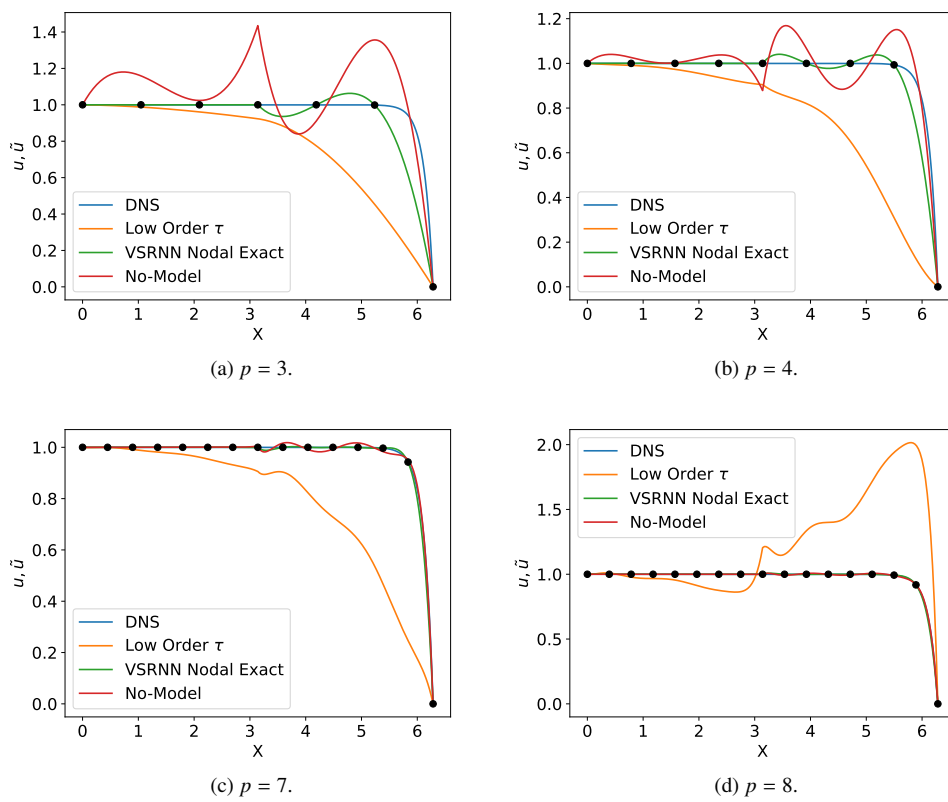 1.4
1.2
1.0
0.8
0.6
0.4
0.2
0.0
u, ũ
DNS
Low Order τ
VSRNN Nodal Exact
No-Model
0 1 2 3 4 5 6
X
(a) p = 3.
1.2
1.0
0.8
0.6
0.4
0.2
0.0
u, ũ
DNS
Low Order τ
VSRNN Nodal Exact
No-Model
0 1 2 3 4 5 6
X
(b) p = 4.
1.0
0.8
0.6
0.4
0.2
0.0
u, ũ
DNS
Low Order τ
VSRNN Nodal Exact
No-Model
0 1 2 3 4 5 6
X
(c) p = 7.
2.0
1.5
1.0
0.5
0.0
u, ũ
DNS
Low Order τ
VSRNN Nodal Exact
No-Model
0 1 2 3 4 5 6
X
(d) p = 8.